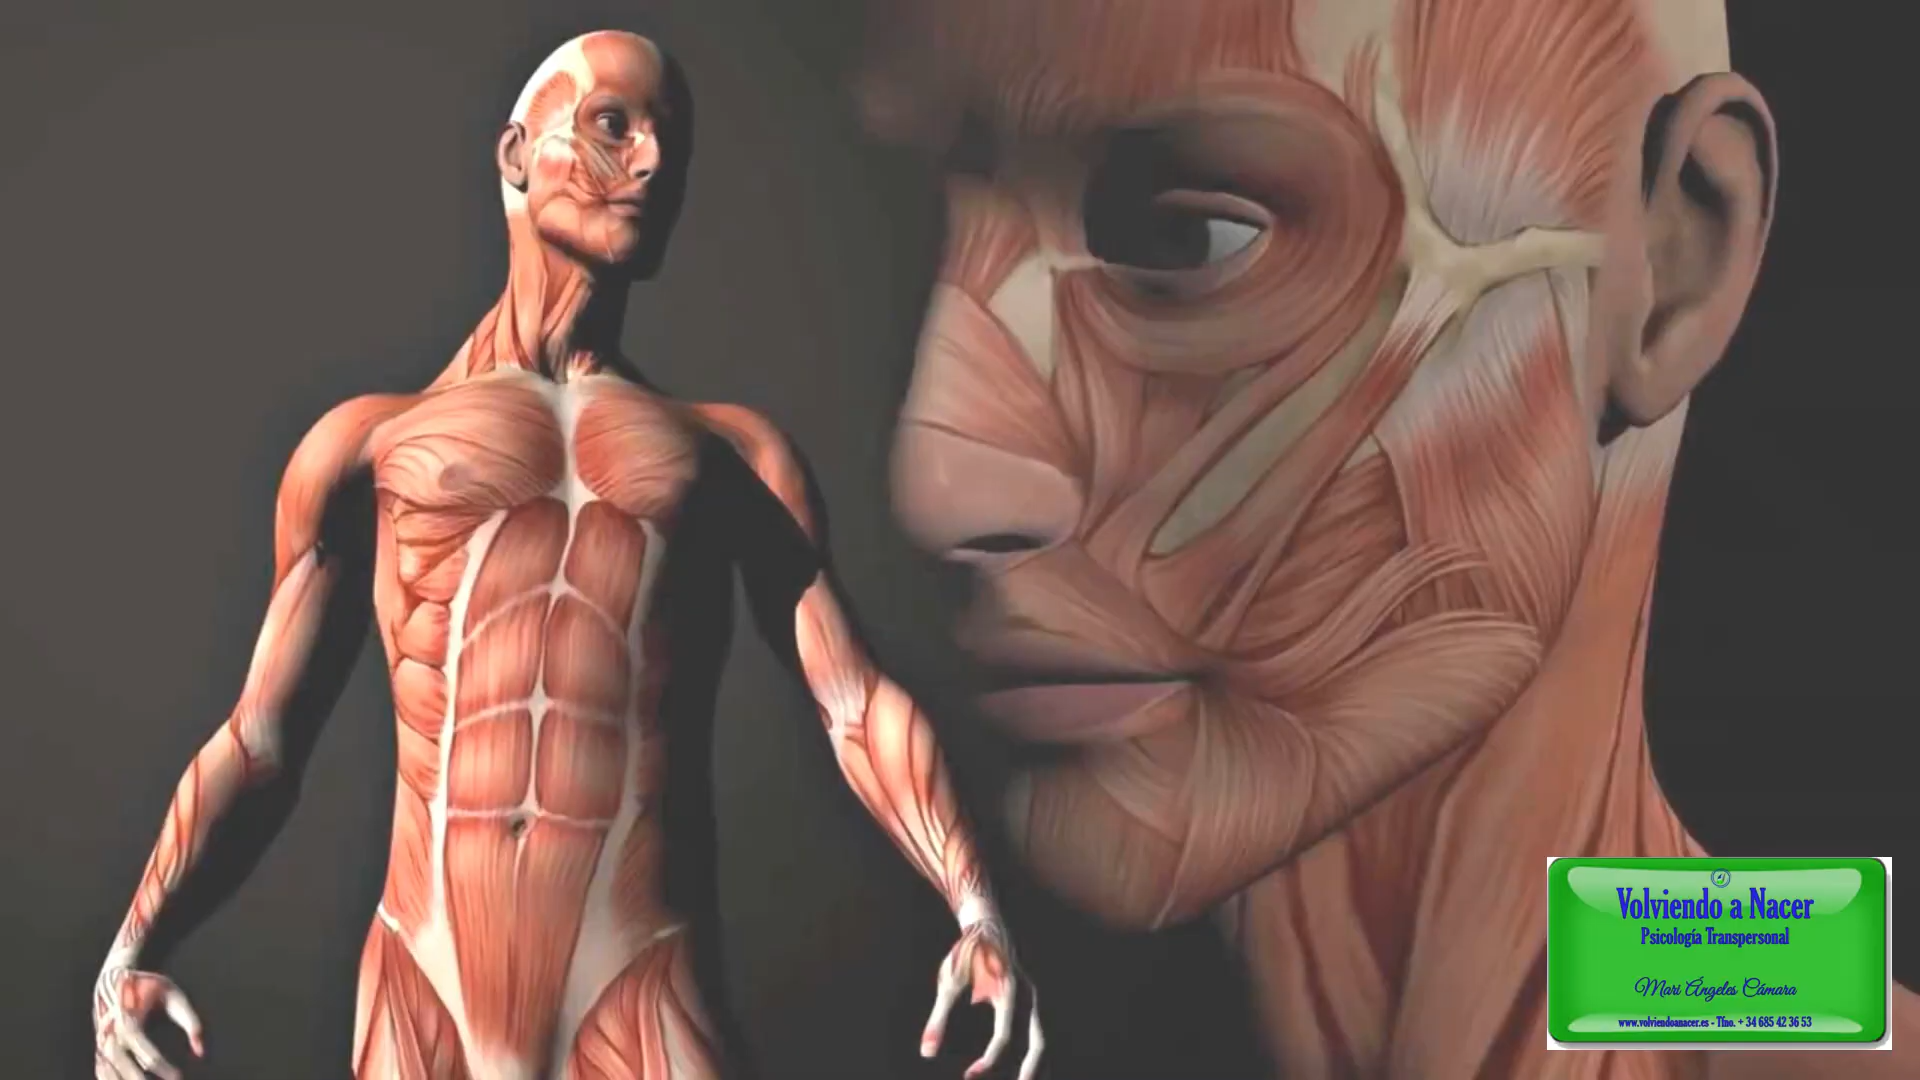 Volviendo a Nacer
Psicología Transpersonal
Mari Ángeles Cámara
www.volviendoanacer.es - Tfno. + 34 685 42 36 53